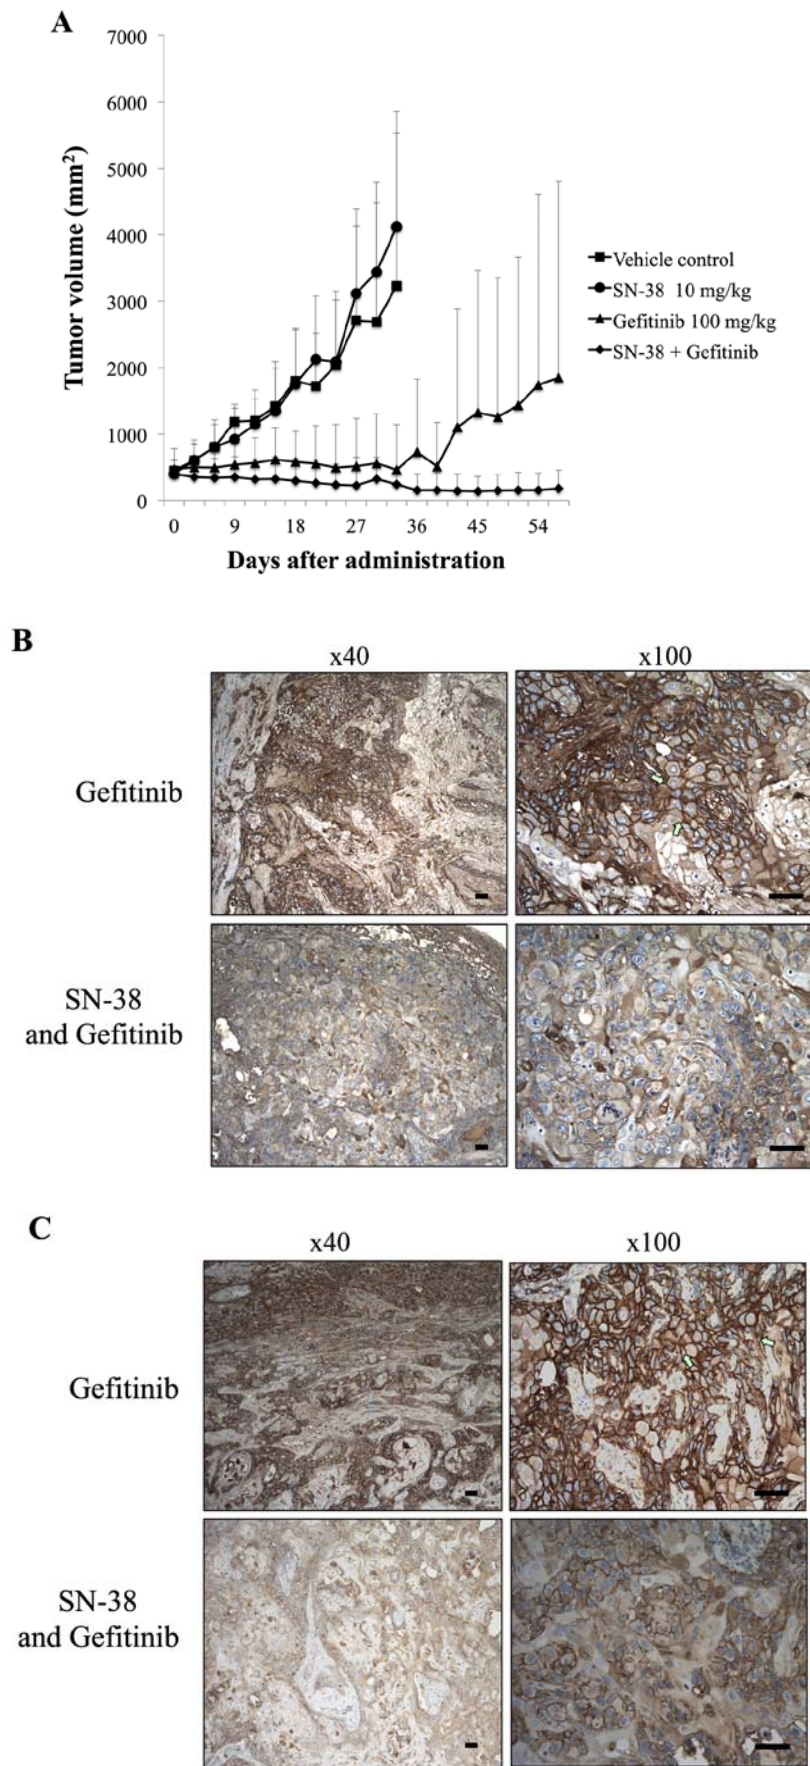 A
7000
6000
5000
4000
3000
2000
1000
0
Tumor volume (mm²)
0 9 18 27 36 45 54
Days after administration
Vehicle control
SN-38 10 mg/kg
Gefitinib 100 mg/kg
SN-38 + Gefitinib
B
x40 x100
Gefitinib
SN-38
and Gefitinib
C
x40 x100
Gefitinib
SN-38
and Gefitinib